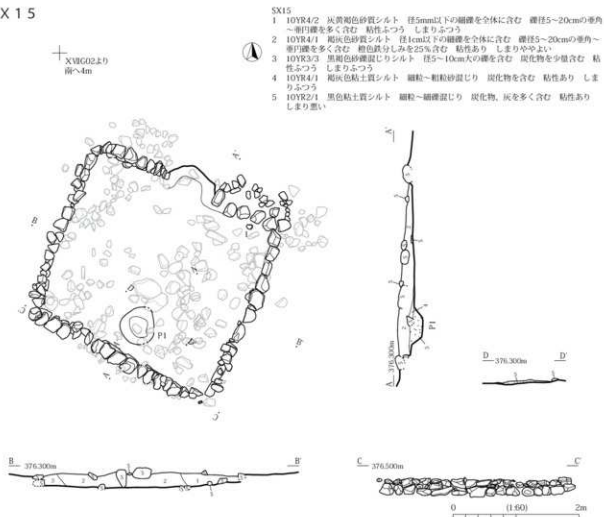 X15
XⅦG02より
南へ4m
SX15
1 10YR4/2 灰黄褐色砂質シルト 径5mm以下の細礫を全体に含む 礫径5~20cmの亜角
~亜円礫を多く含む 粘性ふつう しまりふつう
2 10YR4/1 褐灰色砂質シルト 径1cm以下の細礫を全体に含む 礫径5~20cmの亜角~
亜円礫を多く含む 橙色鉄分しみを25%含む 粘性あり しまりややよい
3 10YR3/3 黒褐色砂礫混じりシルト 径5~10cm大の礫を含む 炭化物を少量含む 粘
性ふつう しまりふつう
4 10YR4/1 褐灰色粘土質シルト 細粒~粗粒砂混じり 炭化物を含む 粘性あり しま
りふつう
5 10YR2/1 黒色粘土質シルト 細粒~細礫混じり 炭化物、灰を多く含む 粘性あり
しまり悪い
A'
B
C
D
P1
D'
A
B'
C'
A'
P1
A 376.300m
D 376.300m D'
B 376.300m B'
C 376.500m C'
0 (1:60) 2m